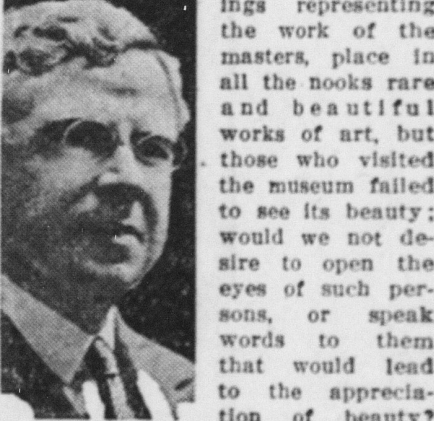 ings representing
the work of the
masters, place in
all the nooks rare
and beautiful
works of art, but
those who visited
the museum failed
to see its beauty;
would we not de-
sire to open the
eyes of such per-
sons, or speak
words to them
that would lead
to the apprecia-
tion of beauty?